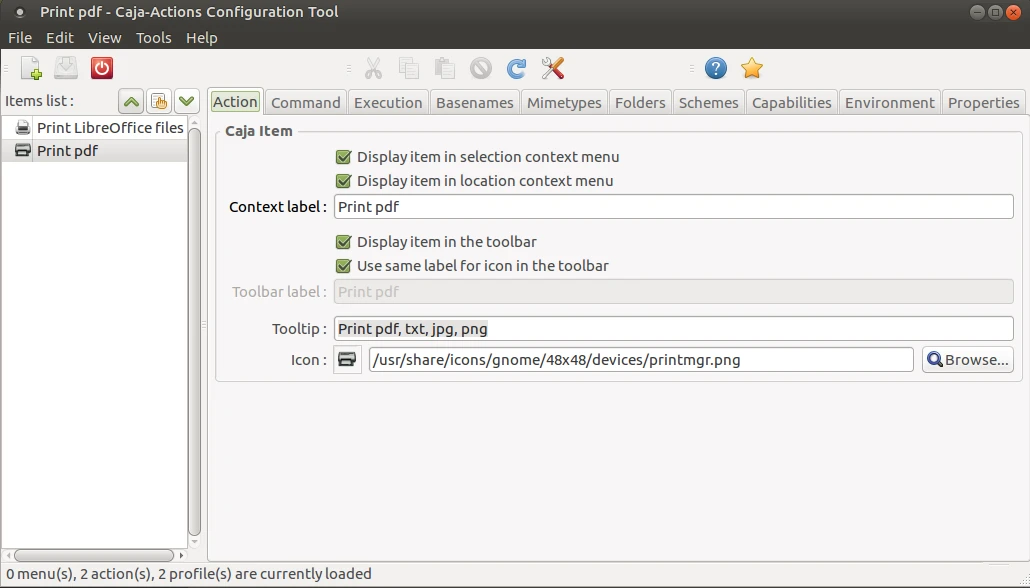 Print pdf - Caja-Actions Configuration Tool
File Edit View Tools Help
Items list :
Print LibreOffice files
Print pdf
Action Command Execution Basenames Mimetypes Folders Schemes Capabilities Environment Properties
Caja Item
Display item in selection context menu
Display item in location context menu
Context label : Print pdf
Display item in the toolbar
Use same label for icon in the toolbar
Toolbar label : Print pdf
Tooltip : Print pdf, txt, jpg, png
Icon : /usr/share/icons/gnome/48x48/devices/printmgr.png Browse...
0 menu(s), 2 action(s), 2 profile(s) are currently loaded